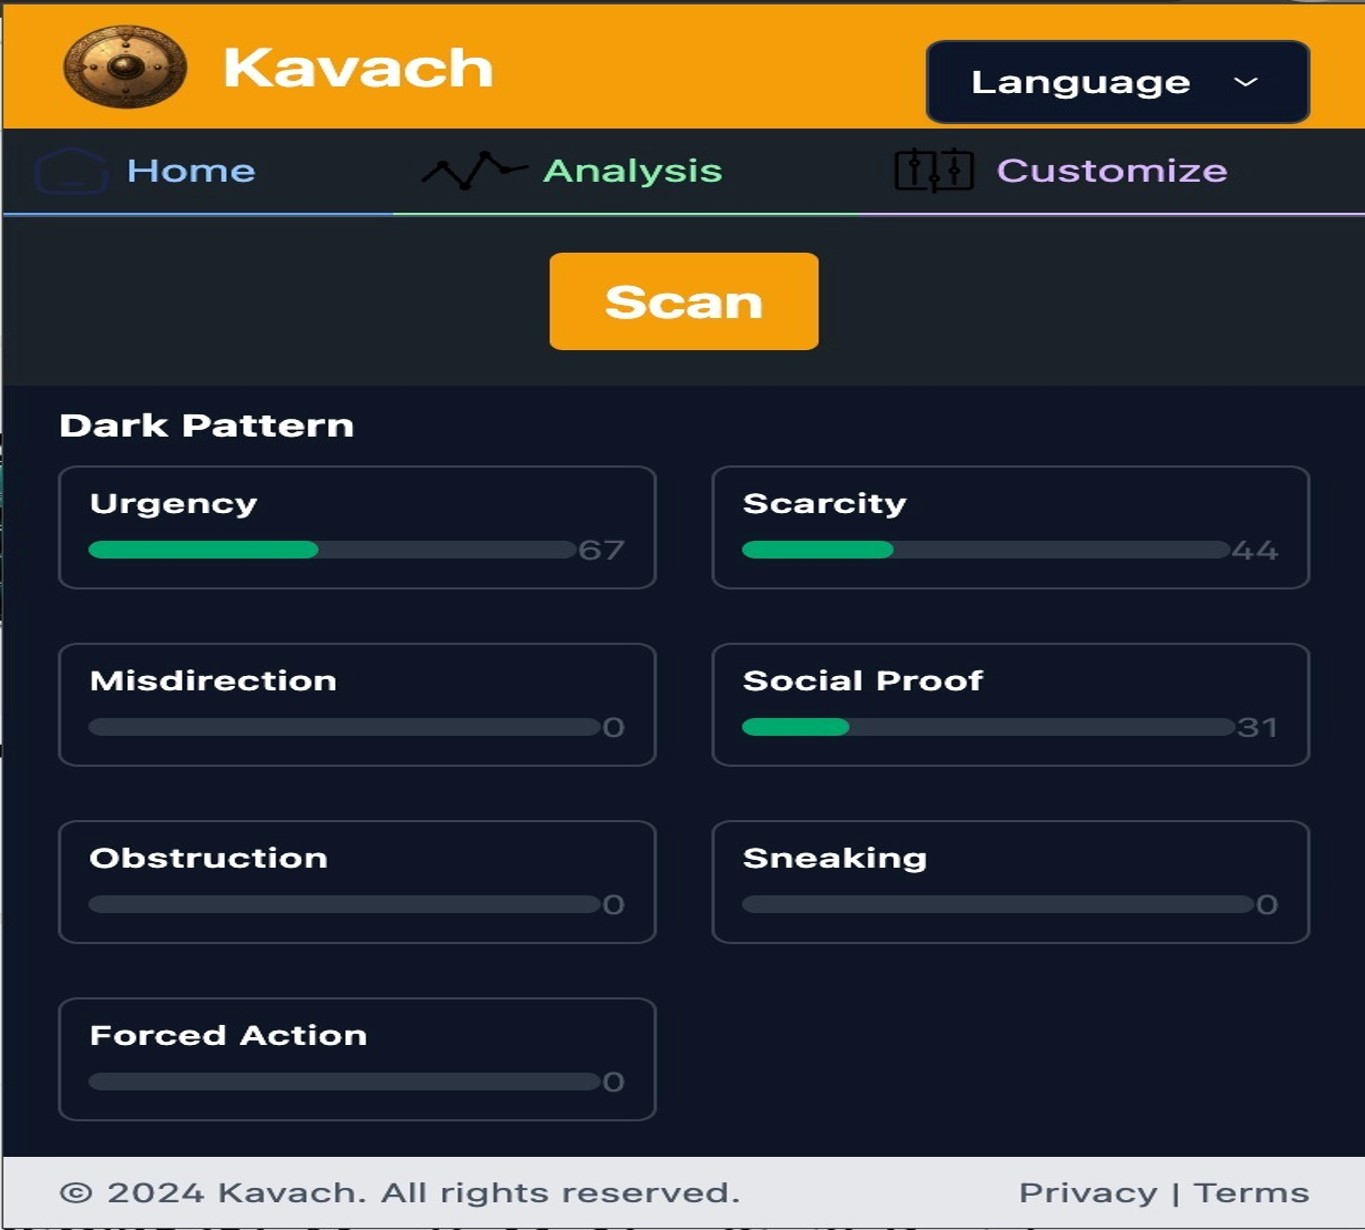 Kavach
Language
Home Analysis Customize
Scan
Dark Pattern
Urgency
67
Scarcity
44
Misdirection
0
Social Proof
31
Obstruction
0
Sneaking
0
Forced Action
0
© 2024 Kavach. All rights reserved. Privacy | Terms